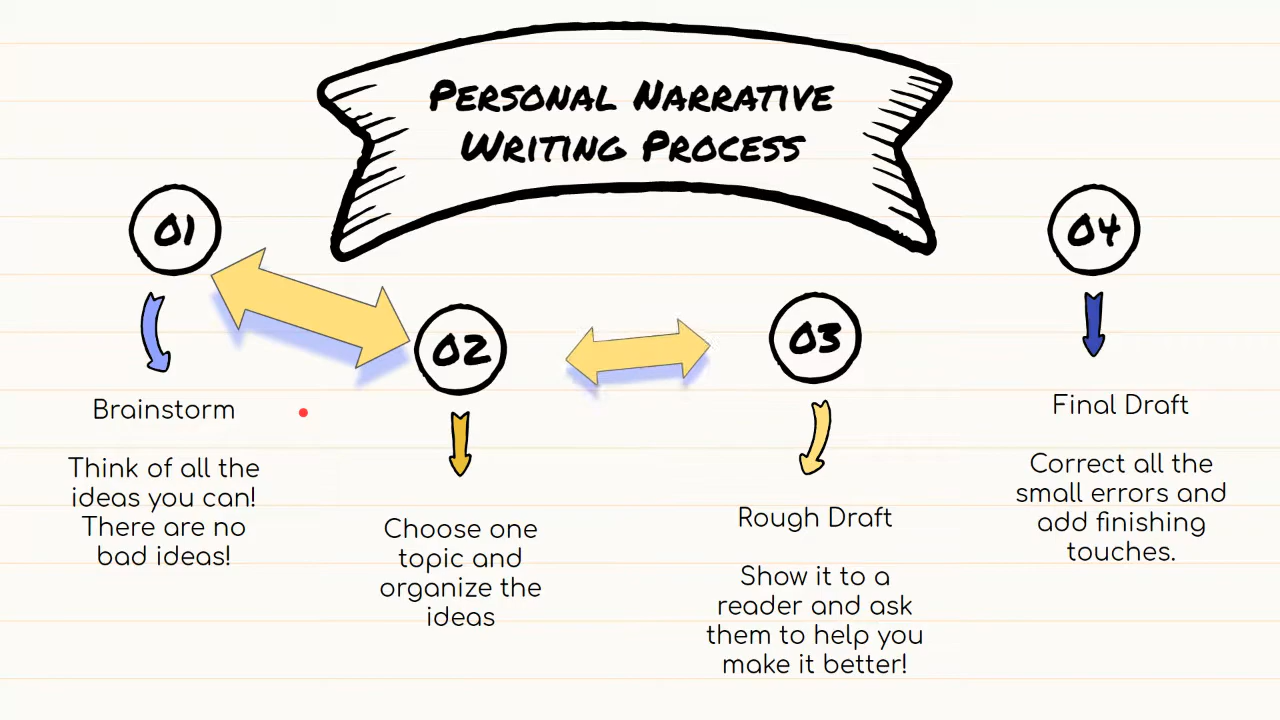 Personal Narrative
Writing Process
01
Brainstorm
Think of all the
ideas you can!
There are no
bad ideas!
02
Choose one
topic and
organize the
ideas
03
Rough Draft
Show it to a
reader and ask
them to help you
make it better!
04
Final Draft
Correct all the
small errors and
add finishing
touches.